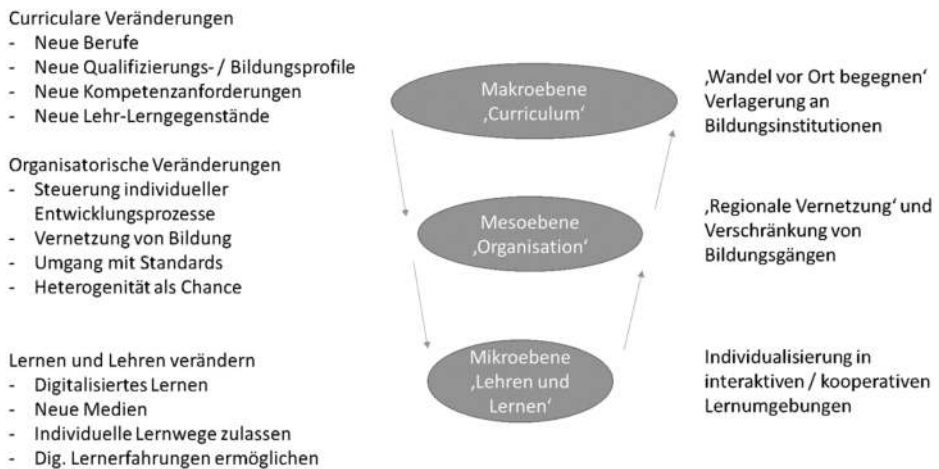 Curriculare Veränderungen
- Neue Berufe
- Neue Qualifizierungs- / Bildungsprofile
- Neue Kompetenzanforderungen
- Neue Lehr-Lerngegenstände
Makroebene
‚Curriculum‘
‚Wandel vor Ort begegnen‘
Verlagerung an
Bildungsinstitutionen
Organisatorische Veränderungen
- Steuerung individueller
Entwicklungsprozesse
- Vernetzung von Bildung
- Umgang mit Standards
- Heterogenität als Chance
Mesoebene
‚Organisation‘
‚Regionale Vernetzung‘ und
Verschränkung von
Bildungsgängen
Lernen und Lehren verändern
- Digitalisiertes Lernen
- Neue Medien
- Individuelle Lernwege zulassen
- Dig. Lernerfahrungen ermöglichen
Mikroebene
‚Lehren und
Lernen‘
Individualisierung in
interaktiven / kooperativen
Lernumgebungen